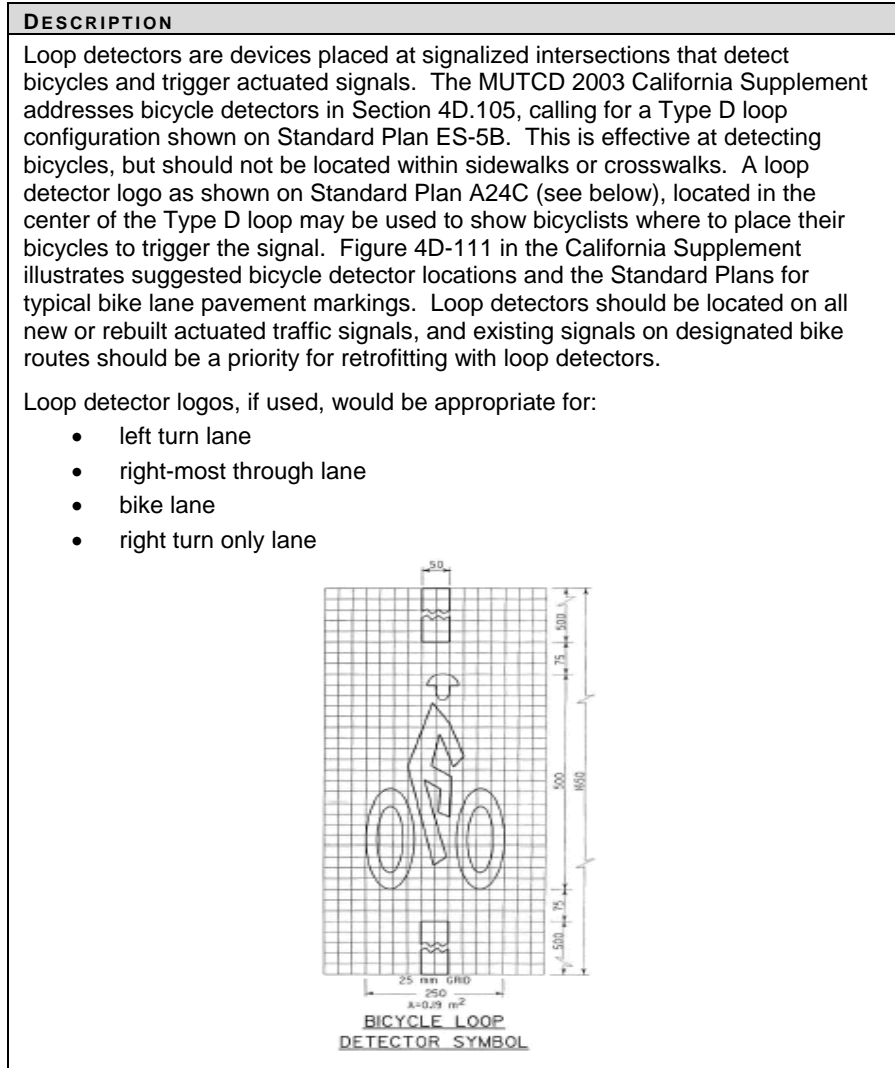 DESCRIPTION
Loop detectors are devices placed at signalized intersections that detect
bicycles and trigger actuated signals.  The MUTCD 2003 California Supplement
addresses bicycle detectors in Section 4D.105, calling for a Type D loop
configuration shown on Standard Plan ES-5B.  This is effective at detecting
bicycles, but should not be located within sidewalks or crosswalks.  A loop
detector logo as shown on Standard Plan A24C (see below), located in the
center of the Type D loop may be used to show bicyclists where to place their
bicycles to trigger the signal.  Figure 4D-111 in the California Supplement
illustrates suggested bicycle detector locations and the Standard Plans for
typical bike lane pavement markings.  Loop detectors should be located on all
new or rebuilt actuated traffic signals, and existing signals on designated bike
routes should be a priority for retrofitting with loop detectors.
Loop detector logos, if used, would be appropriate for:
• left turn lane
• right-most through lane
• bike lane
• right turn only lane
50
500
75
500
1650
75
500
25 mm GRID
250
A=0.19 m²
BICYCLE LOOP
DETECTOR SYMBOL